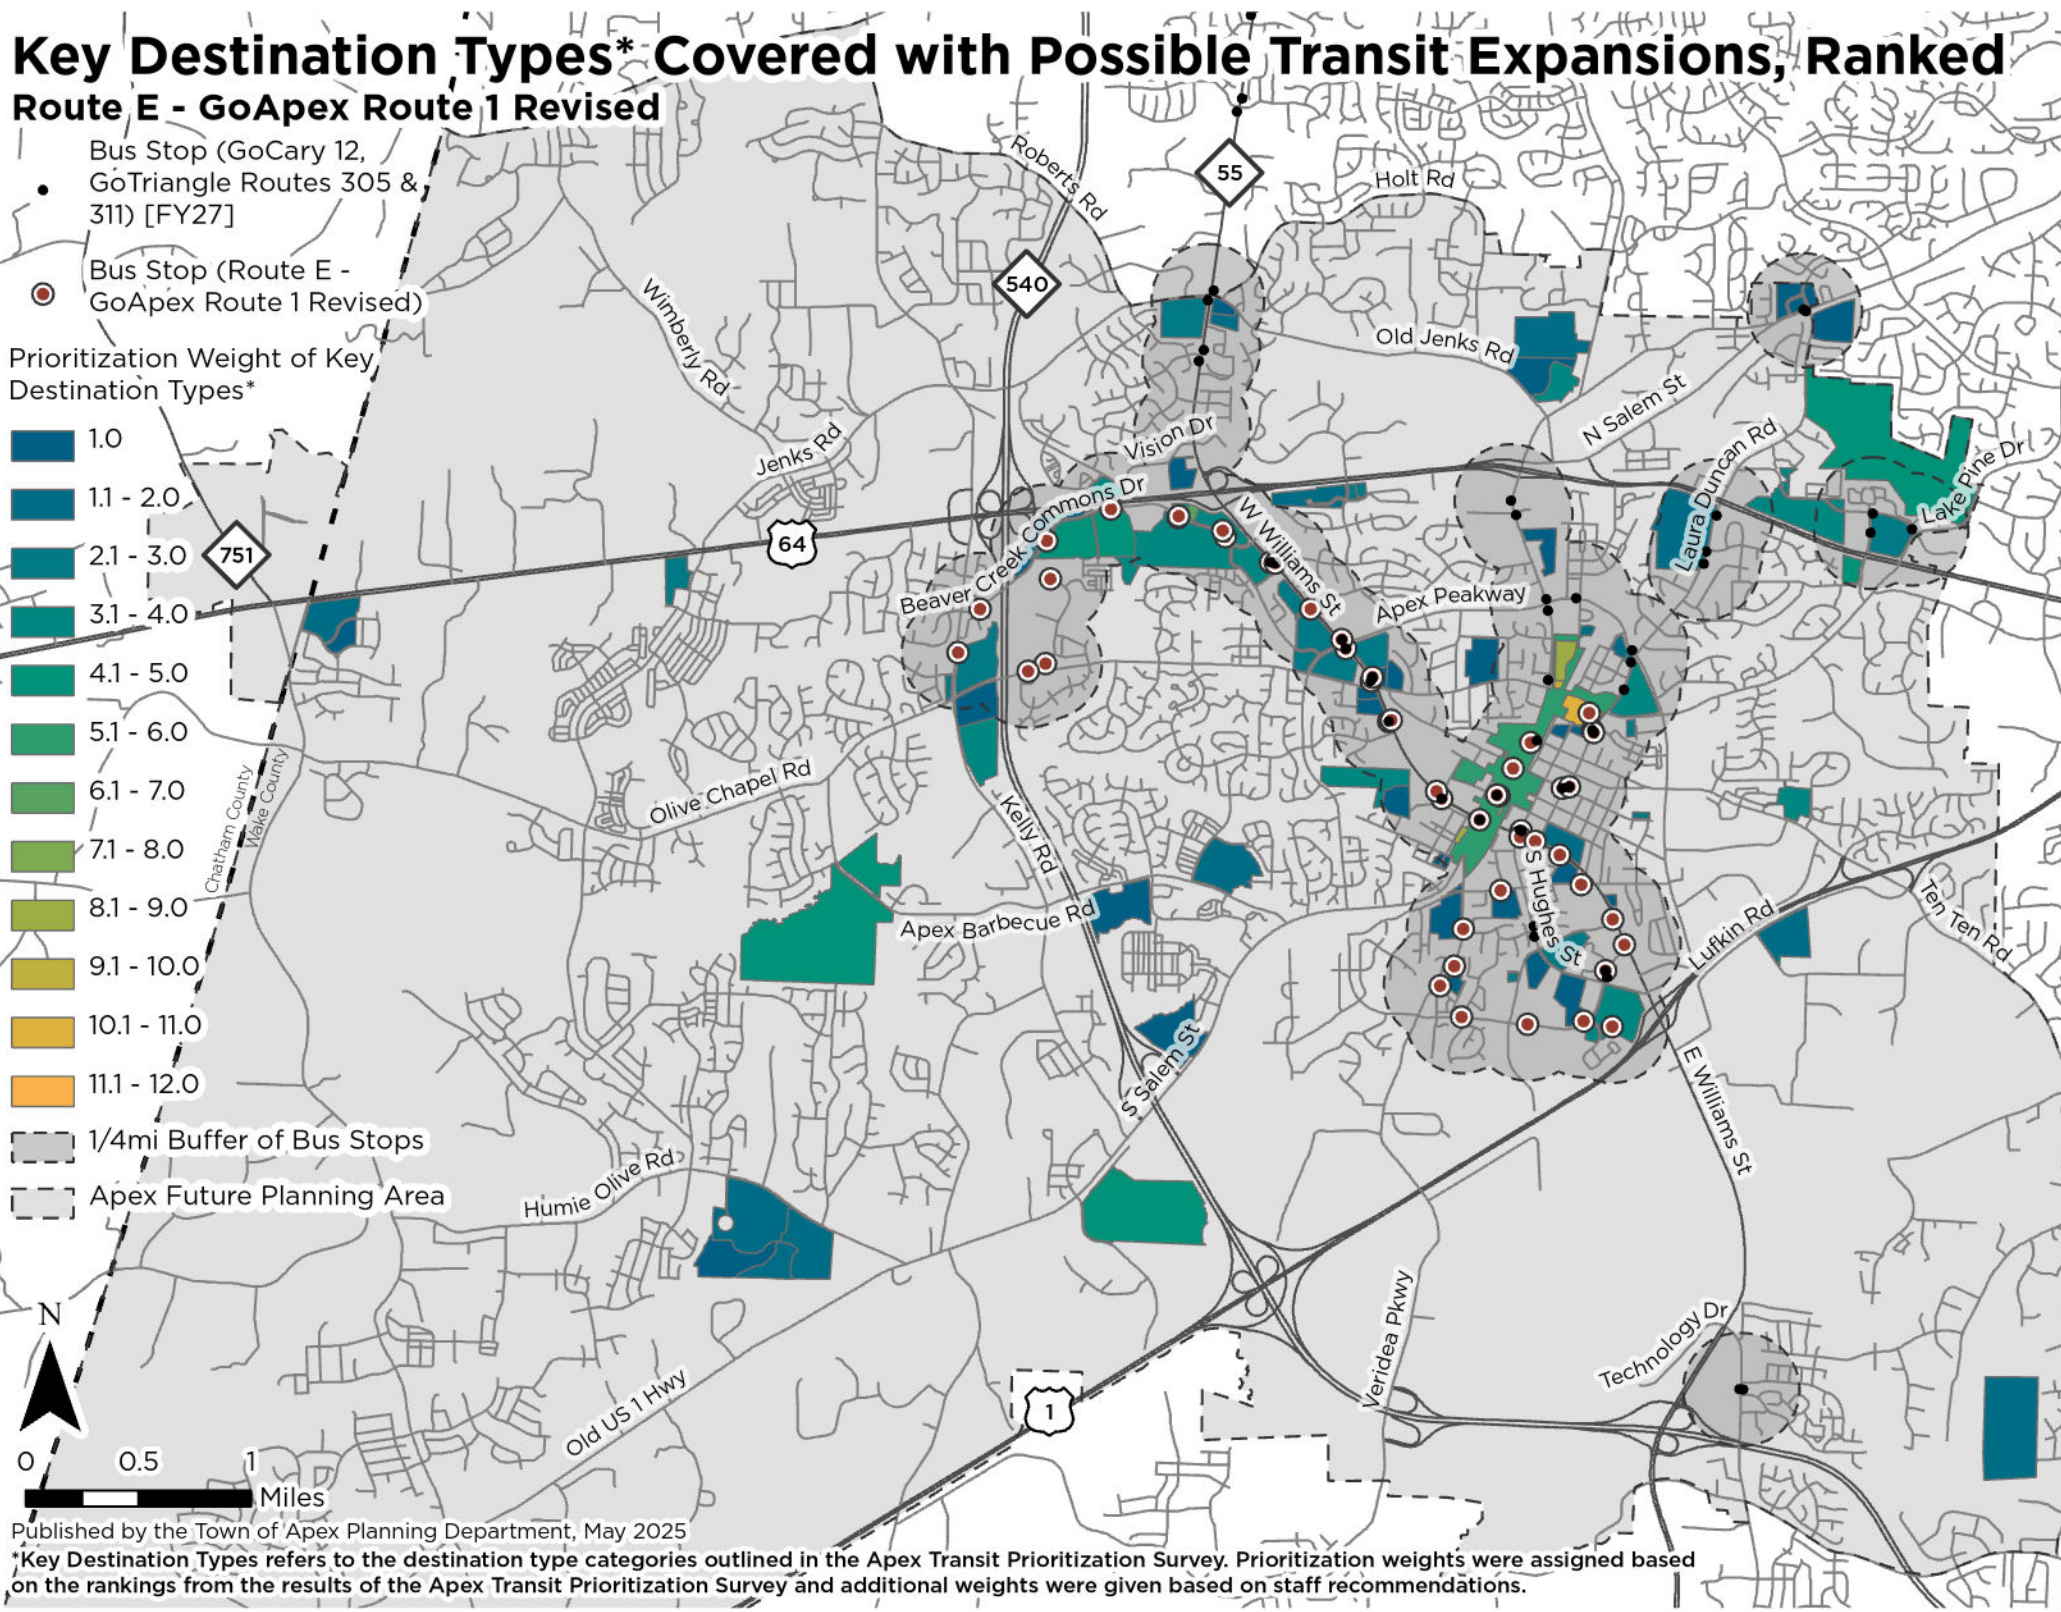 Key Destination Types* Covered with Possible Transit Expansions, Ranked
Route E - GoApex Route 1 Revised
Bus Stop (GoCary 12,
GoTriangle Routes 305 &
311) [FY27]
Bus Stop (Route E -
GoApex Route 1 Revised)
Prioritization Weight of Key
Destination Types*
1.0
1.1 - 2.0
2.1 - 3.0
3.1 - 4.0
4.1 - 5.0
5.1 - 6.0
6.1 - 7.0
7.1 - 8.0
8.1 - 9.0
9.1 - 10.0
10.1 - 11.0
11.1 - 12.0
1/4mi Buffer of Bus Stops
Apex Future Planning Area
N
0 0.5 1
Miles
Roberts Rd
55
Holt Rd
540
Wimberly Rd
Old Jenks Rd
N Salem St
Jenks Rd
Vision Dr
Laura Duncan Rd
Lake Pine Dr
Beaver Creek Commons Dr
W Williams St
64
751
Apex Peakway
Chatham County
Wake County
Olive Chapel Rd
Kelly Rd
S Hughes St
Apex Barbecue Rd
Lufkin Rd
Ten Ten Rd
S Salem St
E Williams St
Humie Olive Rd
Veridea Pkwy
Technology Dr
Old US 1 Hwy
1
Published by the Town of Apex Planning Department, May 2025
*Key Destination Types refers to the destination type categories outlined in the Apex Transit Prioritization Survey. Prioritization weights were assigned based
on the rankings from the results of the Apex Transit Prioritization Survey and additional weights were given based on staff recommendations.